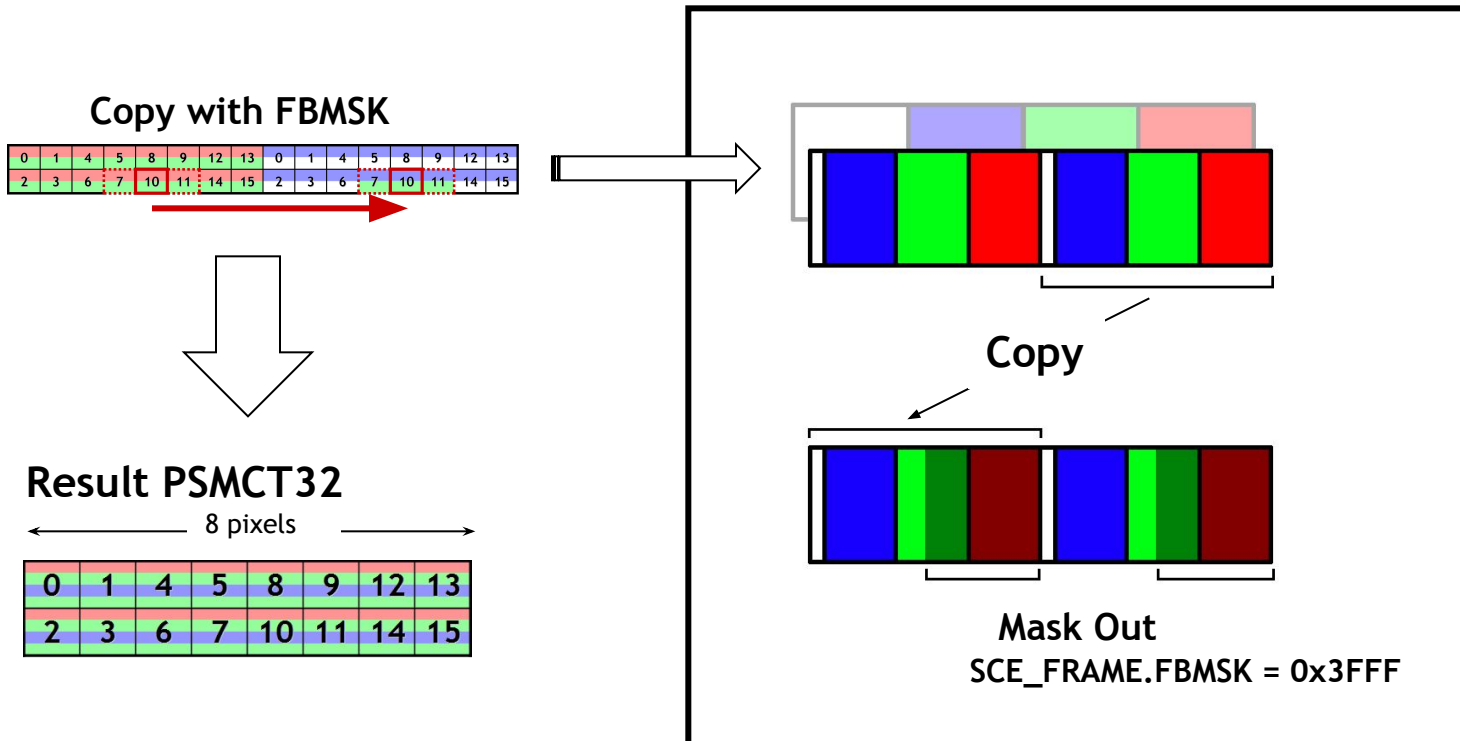 Copy with FBMSK
0 1 4 5 8 9 12 13 0 1 4 5 8 9 12 13
2 3 6 7 10 11 14 15 2 3 6 7 10 11 14 15
Result PSMCT32
8 pixels
0 1 4 5 8 9 12 13
2 3 6 7 10 11 14 15
Copy
Mask Out
SCE_FRAME.FBMSK = 0x3FFF